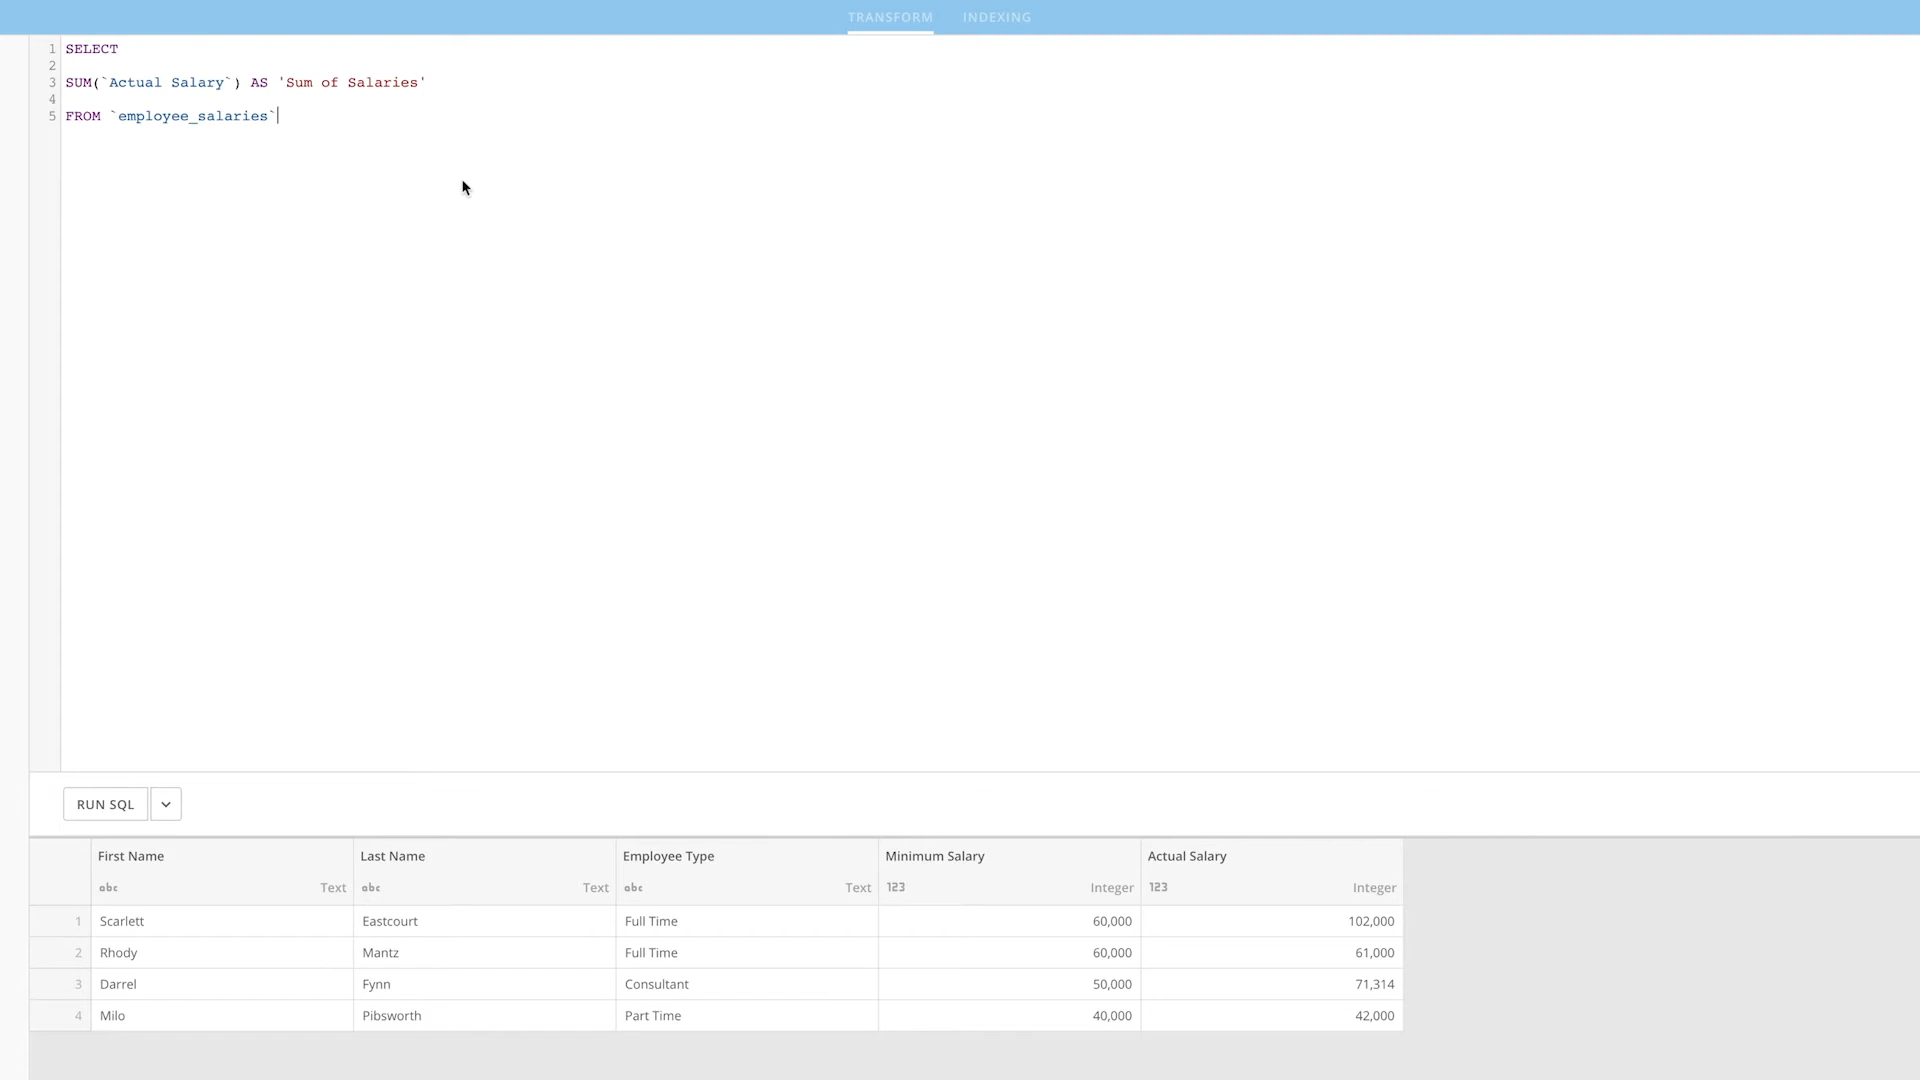 TRANSFORM INDEXING
1 SELECT
2
3 SUM(`Actual Salary`) AS 'Sum of Salaries'
4
5 FROM `employee_salaries`
RUN SQL
First Name Last Name Employee Type Minimum Salary Actual Salary
abc Text abc Text abc Text 123 Integer 123 Integer
1 Scarlett Eastcourt Full Time 60,000 102,000
2 Rhody Mantz Full Time 60,000 61,000
3 Darrel Fynn Consultant 50,000 71,314
4 Milo Pibsworth Part Time 40,000 42,000